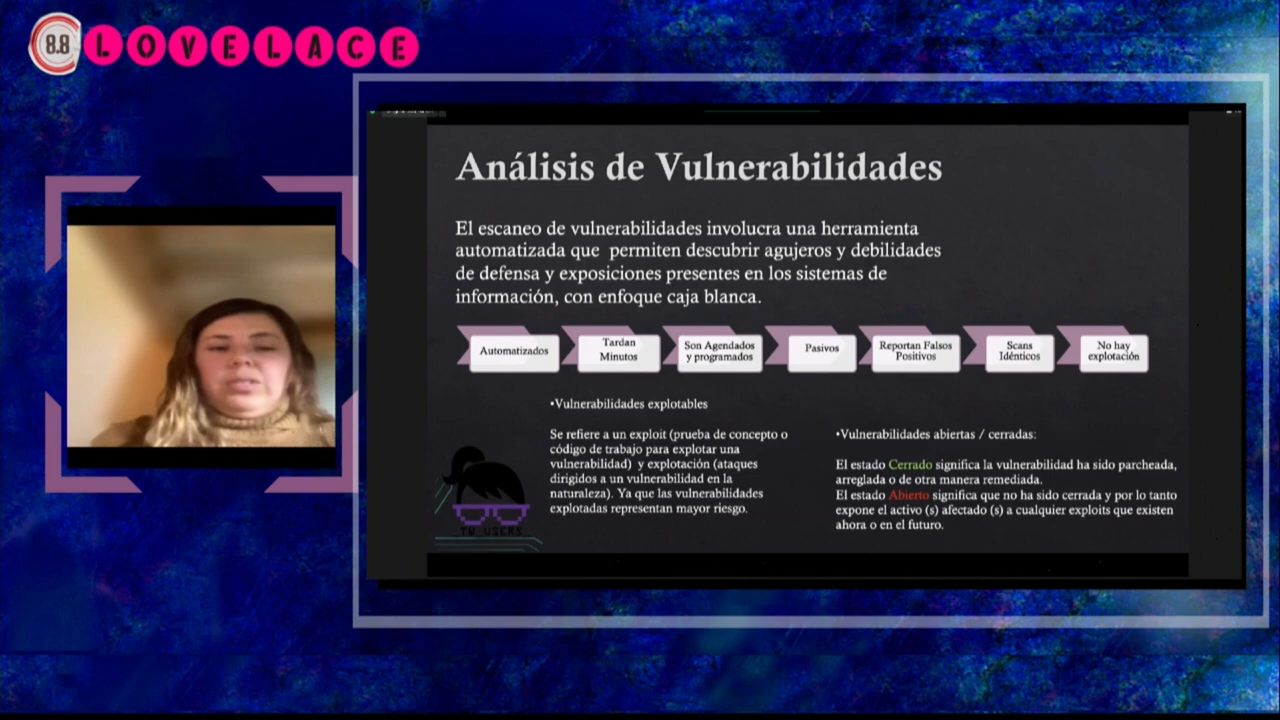 8.8
LOVELACE
Análisis de Vulnerabilidades
El escaneo de vulnerabilidades involucra una herramienta
automatizada que permiten descubrir agujeros y debilidades
de defensa y exposiciones presentes en los sistemas de
información, con enfoque caja blanca.
Automatizados
Tardan
Minutos
Son Agendados
y programados
Pasivos
Reportan Falsos
Positivos
Scans
Idénticos
No hay
explotación
•Vulnerabilidades explotables
Se refiere a un exploit (prueba de concepto o
código de trabajo para explotar una
vulnerabilidad) y explotación (ataques
dirigidos a un vulnerabilidad en la
naturaleza). Ya que las vulnerabilidades
explotadas representan mayor riesgo.
•Vulnerabilidades abiertas / cerradas:
El estado Cerrado significa la vulnerabilidad ha sido parcheada,
arreglada o de otra manera remediada.
El estado Abierto significa que no ha sido cerrada y por lo tanto
expone el activo (s) afectado (s) a cualquier exploits que existen
ahora o en el futuro.